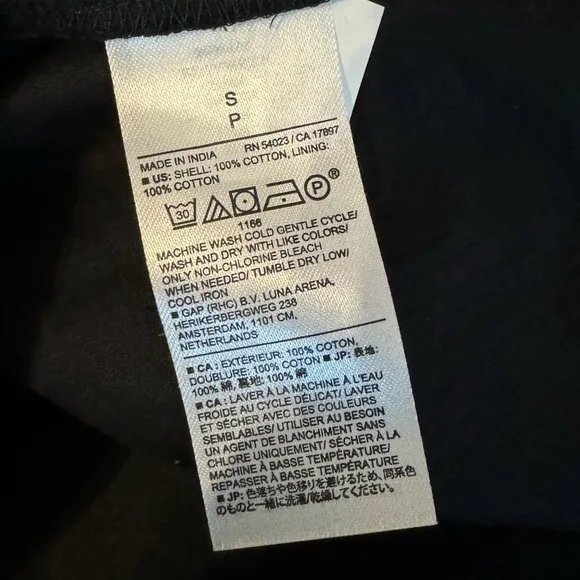 S
P
MADE IN INDIA RN 54023 / CA 17897
■ US: SHELL: 100% COTTON, LINING:
100% COTTON
30 P ®
1166
MACHINE WASH COLD GENTLE CYCLE/
WASH AND DRY WITH LIKE COLORS/
ONLY NON-CHLORINE BLEACH
WHEN NEEDED/ TUMBLE DRY LOW/
COOL IRON
■ GAP (RHC) B.V. LUNA ARENA,
HERIKERBERGWEG 238
AMSTERDAM, 1101 CM,
NETHERLANDS
■ CA : EXTÉRIEUR: 100% COTON,
DOUBLURE: 100% COTON ■ JP: 表地:
100% 綿, 裏地: 100% 綿
■ CA : LAVER À LA MACHINE À L'EAU
FROIDE AU CYCLE DÉLICAT/ LAVER
ET SÉCHER AVEC DES COULEURS
SEMBLABLES/ UTILISER AU BESOIN
UN AGENT DE BLANCHIMENT SANS
CHLORE UNIQUEMENT/ SÉCHER À LA
MACHINE À BASSE TEMPÉRATURE/
REPASSER À BASSE TEMPÉRATURE
■ JP: 色落ちや色移りを避けるため、同系色
のものと一緒に洗濯/乾燥してください。